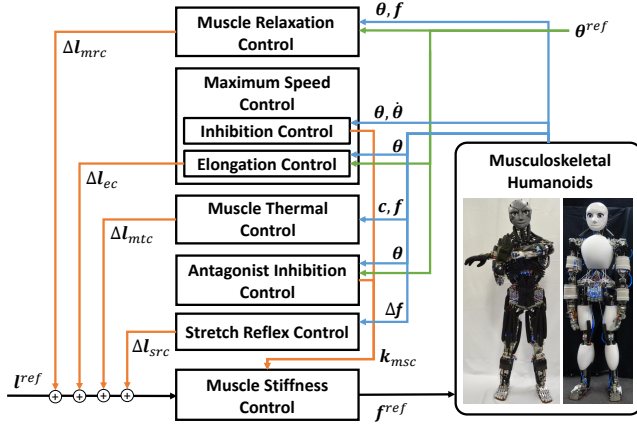 Muscle Relaxation
Control
θ, f
θ^ref
Δl_mrc
Maximum Speed
Control
θ, θ̇
Inhibition Control
θ
Elongation Control
Δl_ec
Musculoskeletal
Humanoids
Muscle Thermal
Control
c, f
Δl_mtc
θ
Antagonist Inhibition
Control
Δf
Stretch Reflex Control
Δl_src
k_msc
l^ref
Muscle Stiffness
Control
f^ref
+ + + +